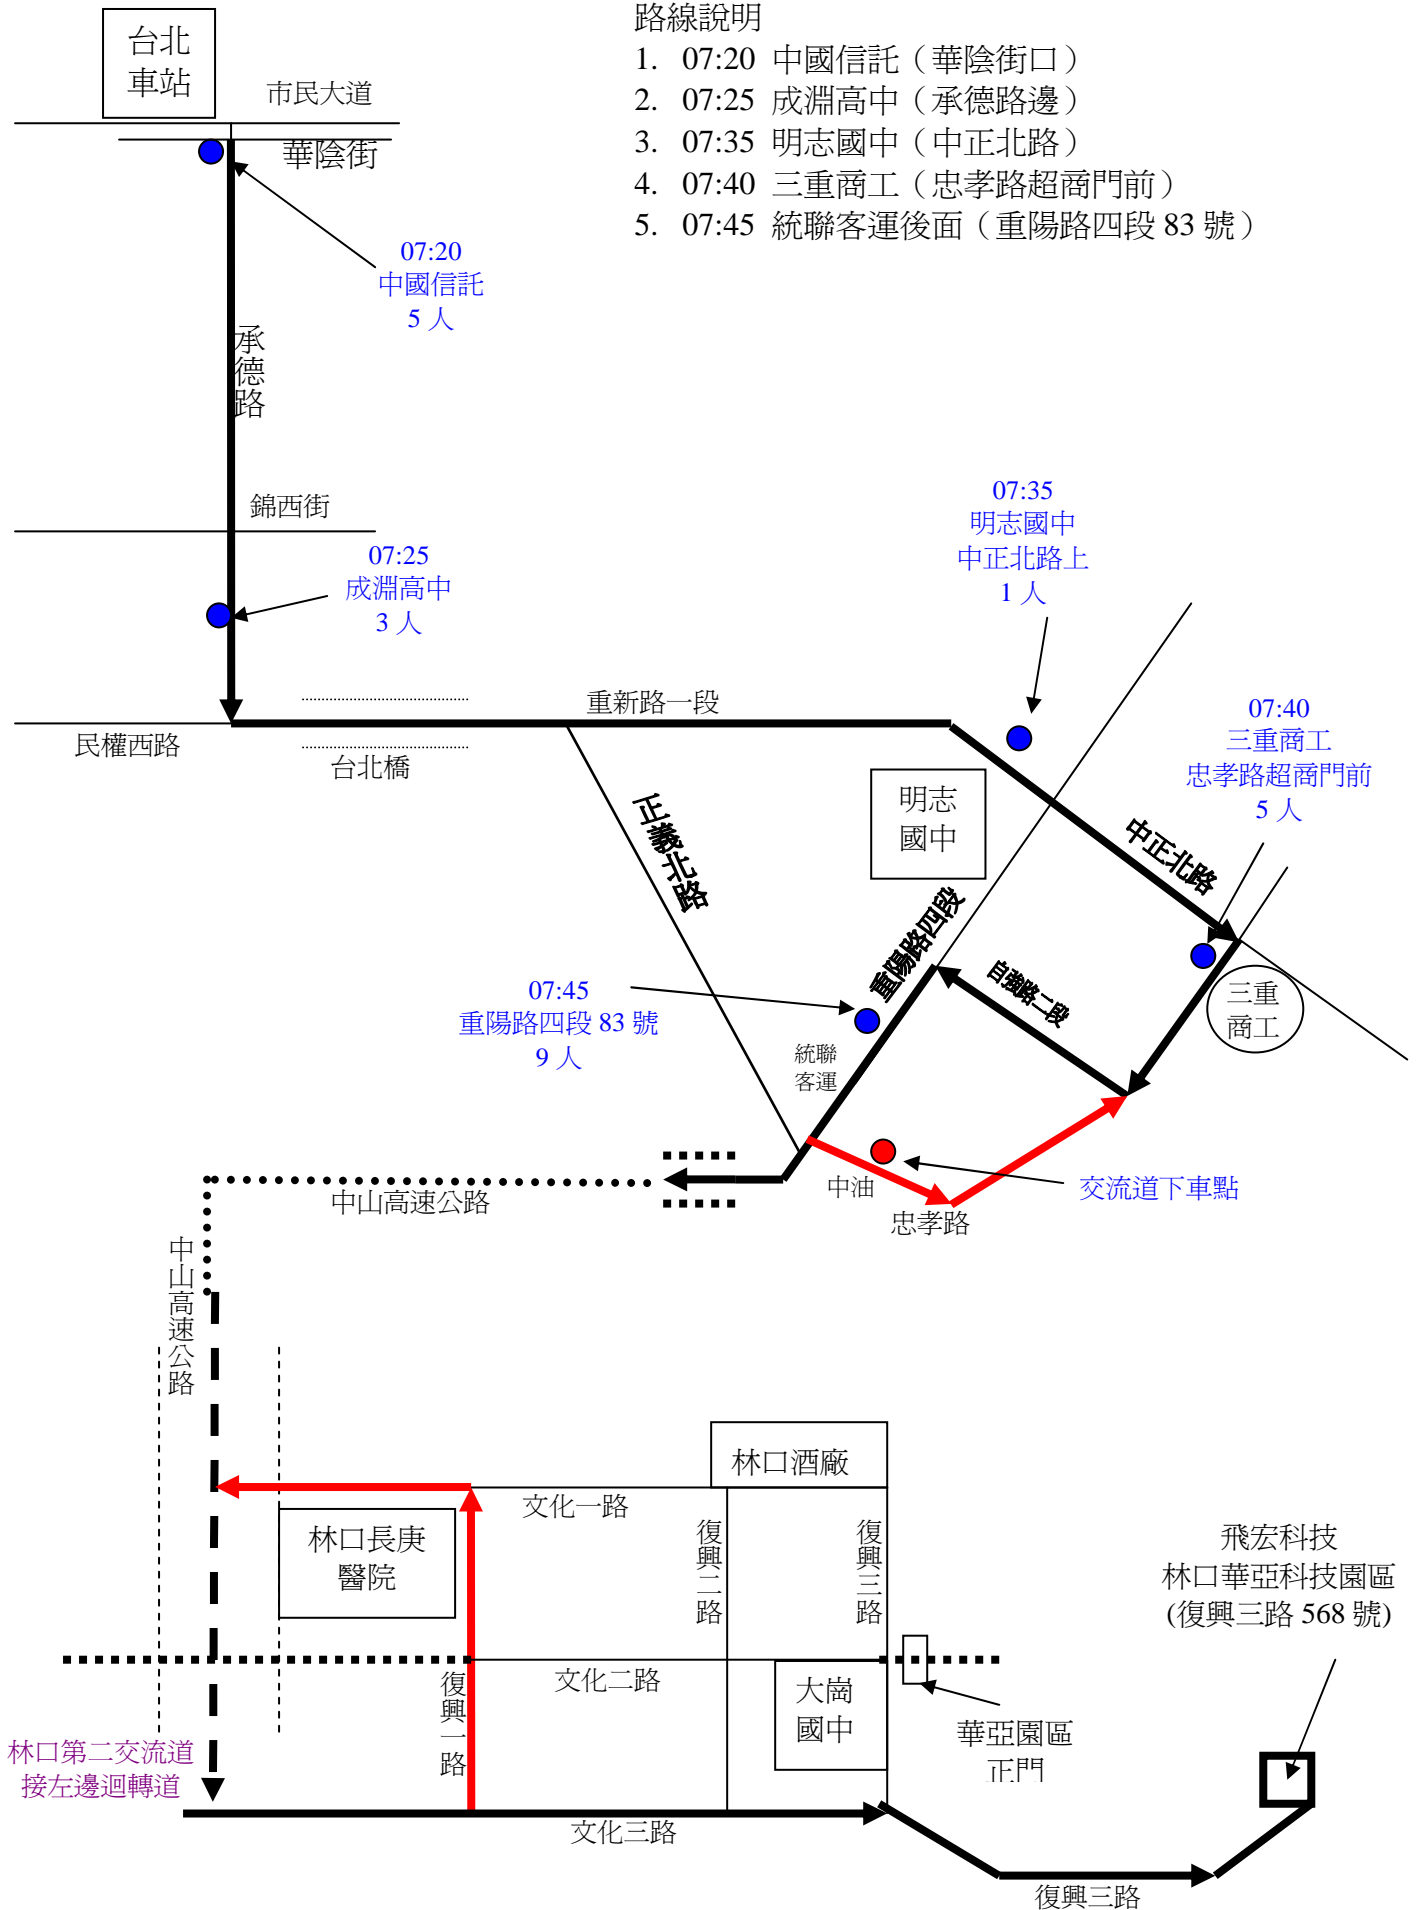 路線說明
1. 07:20 中國信託（華陰街口）
2. 07:25 成淵高中（承德路邊）
3. 07:35 明志國中（中正北路）
4. 07:40 三重商工（忠孝路超商門前）
5. 07:45 統聯客運後面（重陽路四段 83 號）
台北
車站
市民大道
華陰街
07:20
中國信託
5 人
承德路
錦西街
07:25
成淵高中
3 人
07:35
明志國中
中正北路上
1 人
重新路一段
民權西路
台北橋
07:40
三重商工
忠孝路超商門前
5 人
明志
國中
正義北路
中正北路
重陽路四段
自強路二段
三重
商工
07:45
重陽路四段 83 號
9 人
統聯
客運
中油
忠孝路
交流道下車點
中山高速公路
中山高速公路
林口酒廠
文化一路
林口長庚
醫院
復興二路
復興三路
飛宏科技
林口華亞科技園區
(復興三路 568 號)
文化二路
復興一路
大崗
國中
華亞園區
正門
林口第二交流道
接左邊迴轉道
文化三路
復興三路